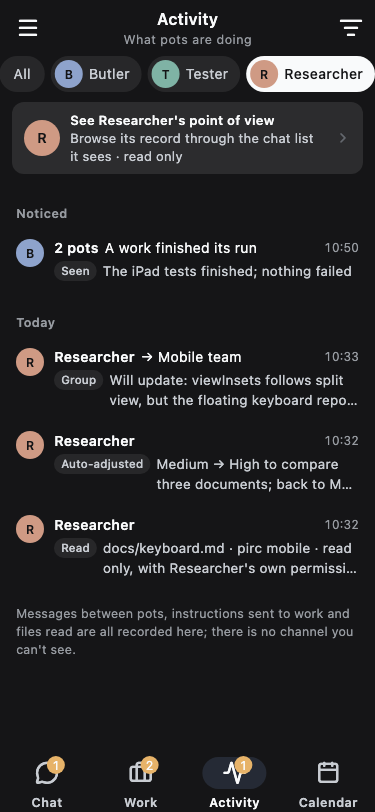 Activity
What pots are doing
All
B Butler
T Tester
R Researcher
R
See Researcher's point of view
Browse its record through the chat list
it sees · read only
Noticed
B
2 pots A work finished its run 10:50
Seen The iPad tests finished; nothing failed
Today
R
Researcher → Mobile team 10:33
Group Will update: viewInsets follows split
view, but the floating keyboard repo...
R
Researcher 10:32
Auto-adjusted Medium → High to compare
three documents; back to M...
R
Researcher 10:32
Read docs/keyboard.md · pirc mobile · read
only, with Researcher's own permissi...
Messages between pots, instructions sent to work and
files read are all recorded here; there is no channel you
can't see.
1 2 1
Chat Work Activity Calendar